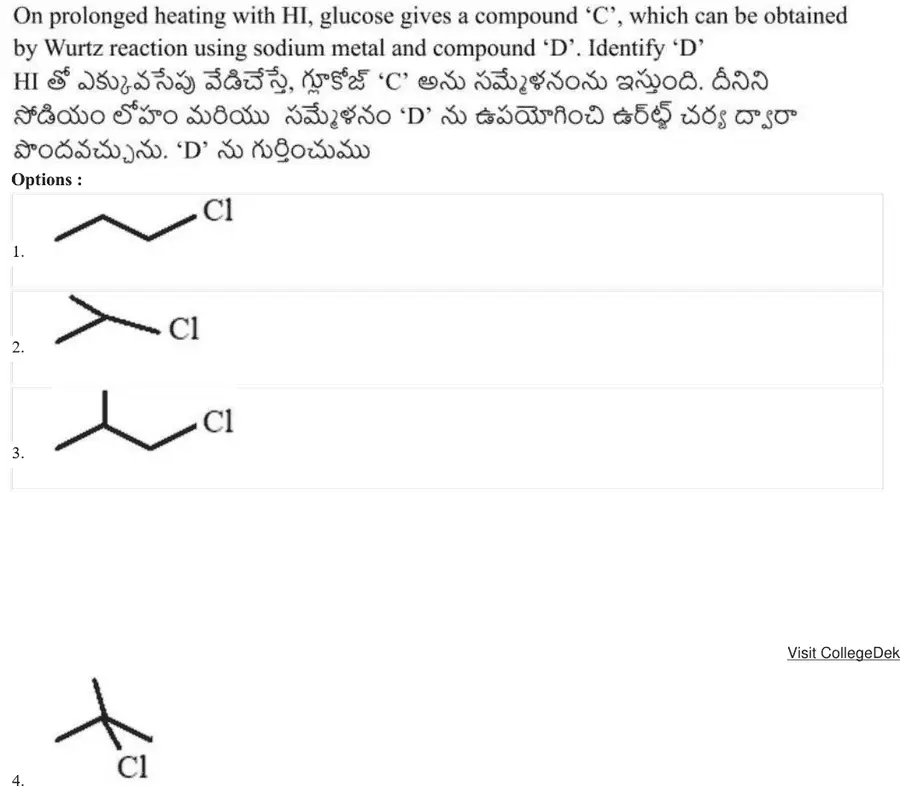 On prolonged heating with HI, glucose gives a compound ‘C’, which can be obtained
by Wurtz reaction using sodium metal and compound ‘D’. Identify ‘D’
HI తో ఎక్కువసేపు వేడిచేస్తే, గ్లూకోజ్ ‘C’ అను సమ్మేళనంను ఇస్తుంది. దీనిని
సోడియం లోహం మరియు సమ్మేళనం ‘D’ ను ఉపయోగించి ఉర్ట్జ్ చర్య ద్వారా
పొందవచ్చును. ‘D’ ను గుర్తించుము
Options :
Cl
1.
Cl
2.
Cl
3.
Visit CollegeDek
Cl
4.